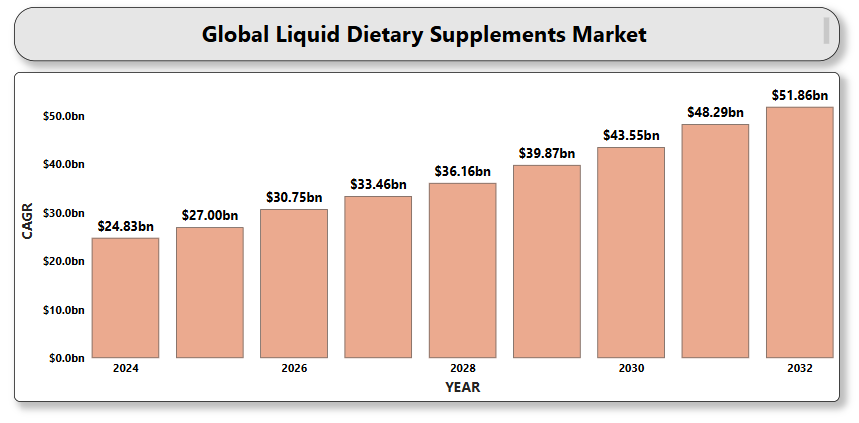 Global Liquid Dietary Supplements Market
$50.0bn
$40.0bn
$30.0bn
$20.0bn
$10.0bn
$0.0bn
CAGR
$24.83bn
$27.00bn
$30.75bn
$33.46bn
$36.16bn
$39.87bn
$43.55bn
$48.29bn
$51.86bn
2024
2026
2028
2030
2032
YEAR